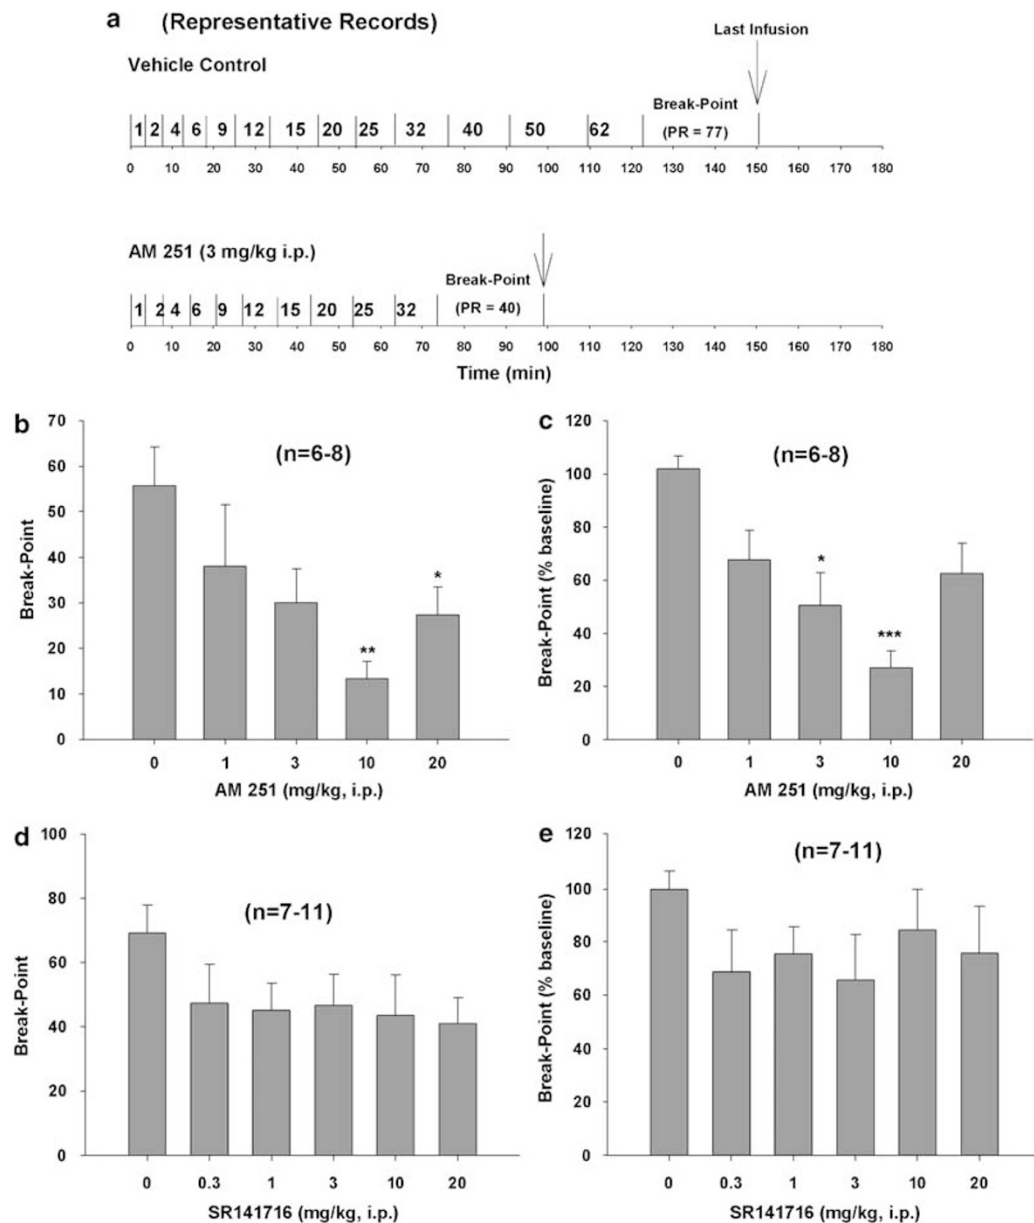 a (Representative Records)
Last Infusion
Vehicle Control
Break-Point
1 2 4 6 9 12 15 20 25 32 40 50 62 (PR = 77)
0 10 20 30 40 50 60 70 80 90 100 110 120 130 140 150 160 170 180
AM 251 (3 mg/kg i.p.)
Break-Point
1 2 4 6 9 12 15 20 25 32 (PR = 40)
0 10 20 30 40 50 60 70 80 90 100 110 120 130 140 150 160 170 180
Time (min)
b
(n=6-8)
Break-Point
70
60
50
40
30
20
10
0
*
**
0 1 3 10 20
AM 251 (mg/kg, i.p.)
c
(n=6-8)
Break-Point (% baseline)
120
100
80
60
40
20
0
*
***
0 1 3 10 20
AM 251 (mg/kg, i.p.)
d
(n=7-11)
Break-Point
100
80
60
40
20
0
0 0.3 1 3 10 20
SR141716 (mg/kg, i.p.)
e
(n=7-11)
Break-Point (% baseline)
120
100
80
60
40
20
0
0 0.3 1 3 10 20
SR141716 (mg/kg, i.p.)